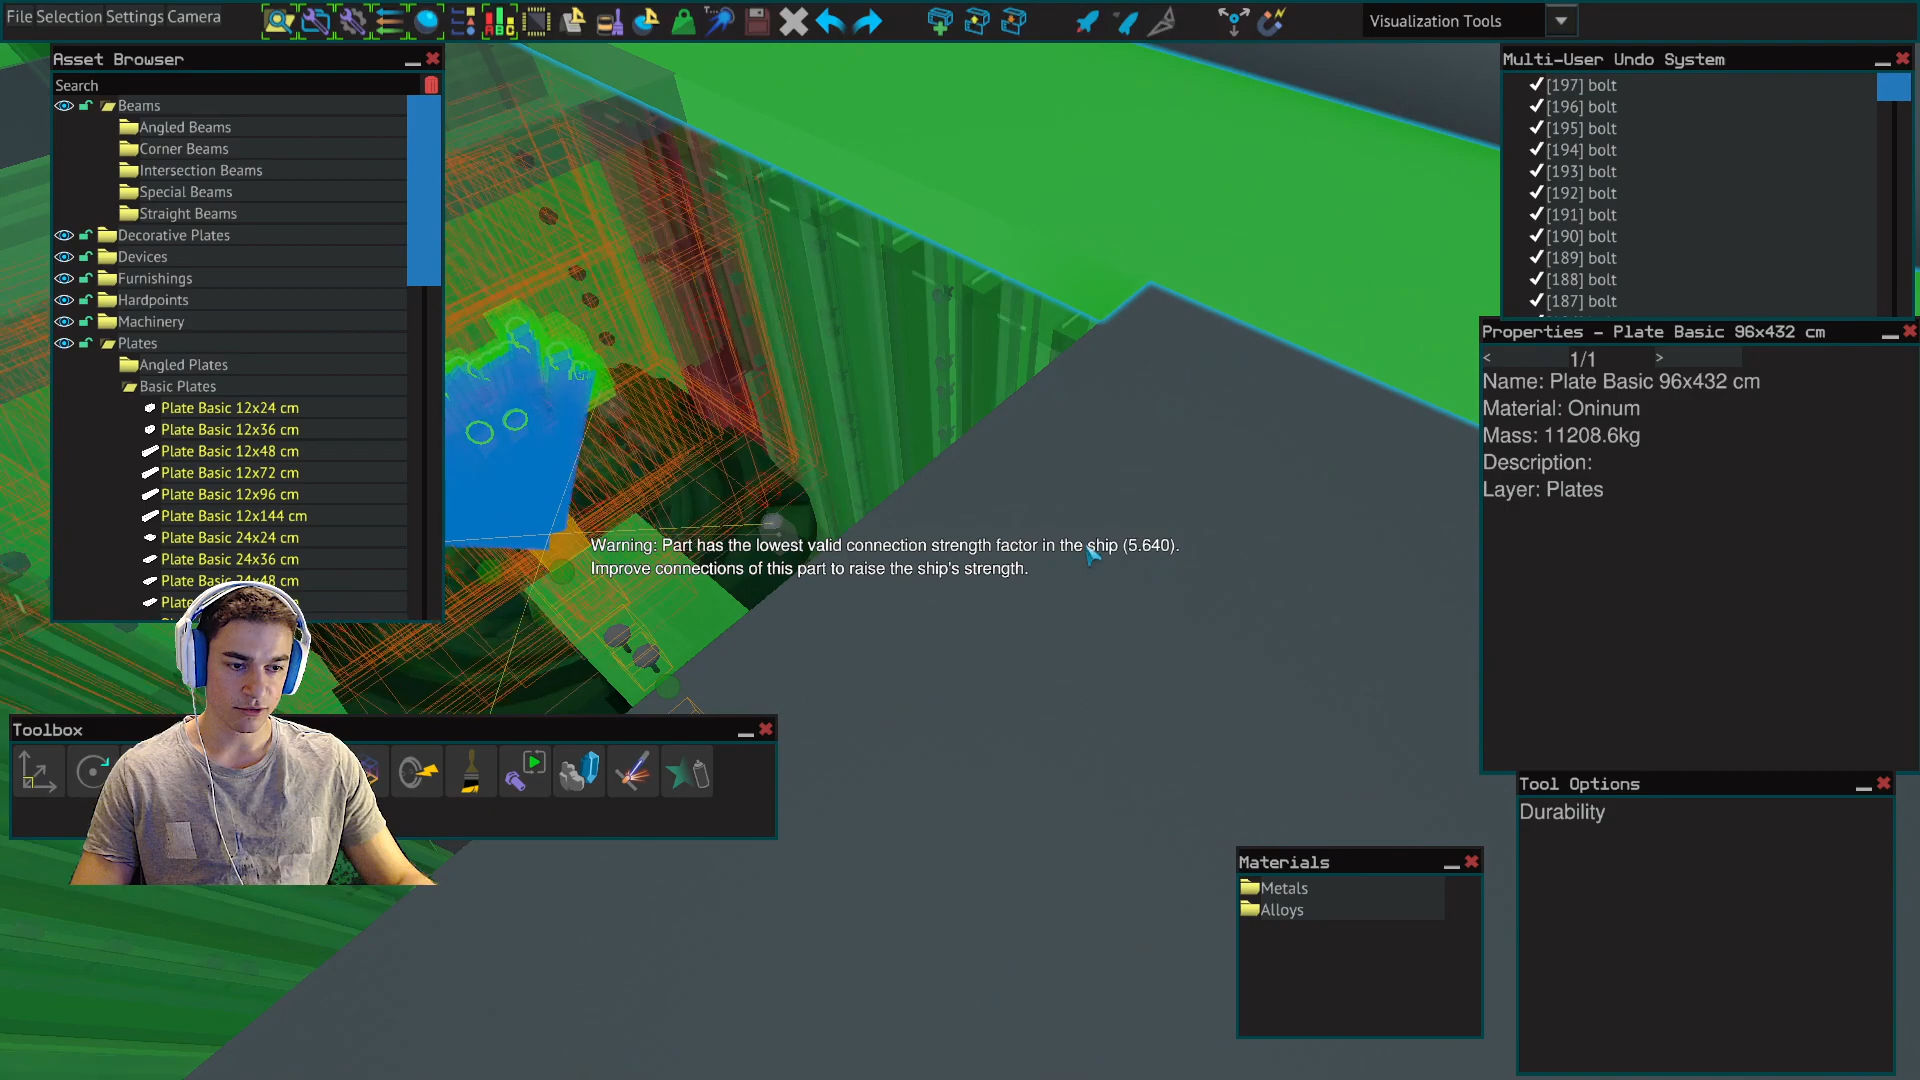 File Selection Settings Camera
ABC
Visualization Tools
Asset Browser
Search
Beams
Angled Beams
Corner Beams
Intersection Beams
Special Beams
Straight Beams
Decorative Plates
Devices
Furnishings
Hardpoints
Machinery
Plates
Angled Plates
Basic Plates
Plate Basic 12x24 cm
Plate Basic 12x36 cm
Plate Basic 12x48 cm
Plate Basic 12x72 cm
Plate Basic 12x96 cm
Plate Basic 12x144 cm
Plate Basic 24x24 cm
Plate Basic 24x36 cm
Plate Basic 24x48 cm
Plate
Warning: Part has the lowest valid connection strength factor in the ship (5.640).
Improve connections of this part to raise the ship's strength.
Multi-User Undo System
[197] bolt
[196] bolt
[195] bolt
[194] bolt
[193] bolt
[192] bolt
[191] bolt
[190] bolt
[189] bolt
[188] bolt
[187] bolt
Properties - Plate Basic 96x432 cm
< 1/1 >
Name: Plate Basic 96x432 cm
Material: Oninum
Mass: 11208.6kg
Description:
Layer: Plates
Toolbox
Tool Options
Durability
Materials
Metals
Alloys